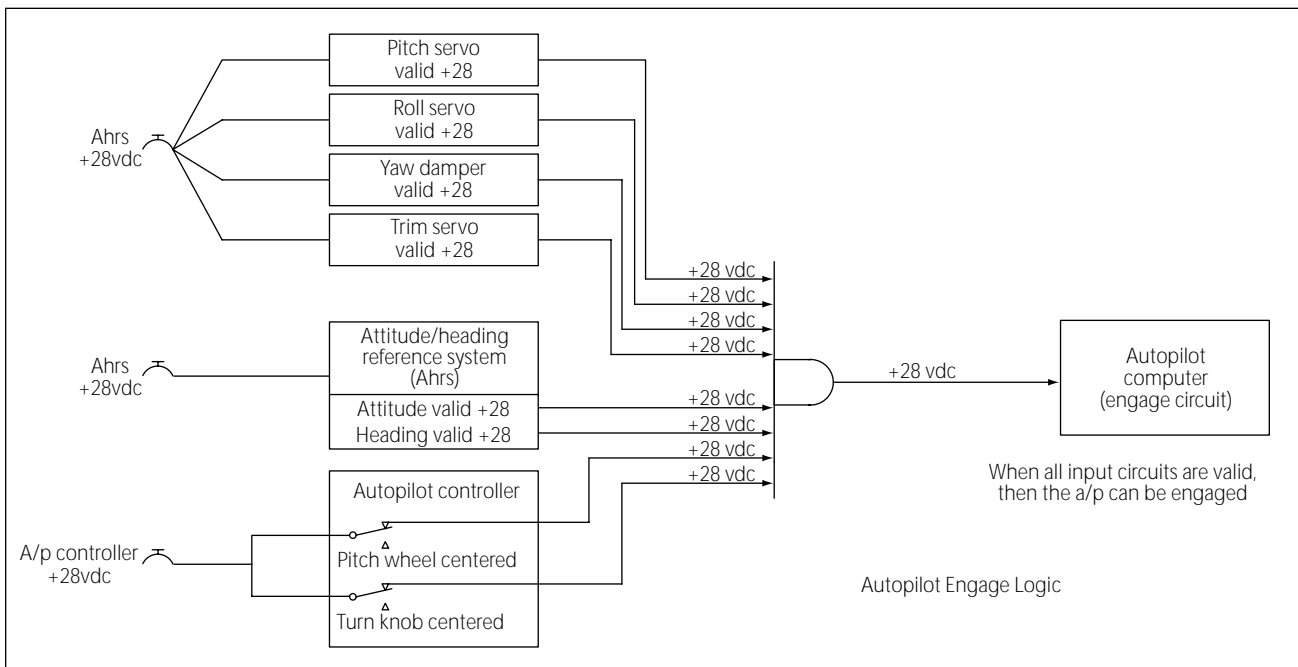 Pitch servo
valid +28
Roll servo
valid +28
Ahrs
+28vdc
Yaw damper
valid +28
Trim servo
valid +28
+28 vdc
+28 vdc
+28 vdc
+28 vdc
Ahrs
+28vdc
Attitude/heading
reference system
(Ahrs)
Attitude valid +28
Heading valid +28
+28 vdc
+28 vdc
+28 vdc
+28 vdc
+28 vdc
Autopilot
computer
(engage circuit)
When all input circuits are valid,
then the a/p can be engaged
Autopilot controller
A/p controller
+28vdc
Pitch wheel centered
Turn knob centered
Autopilot Engage Logic